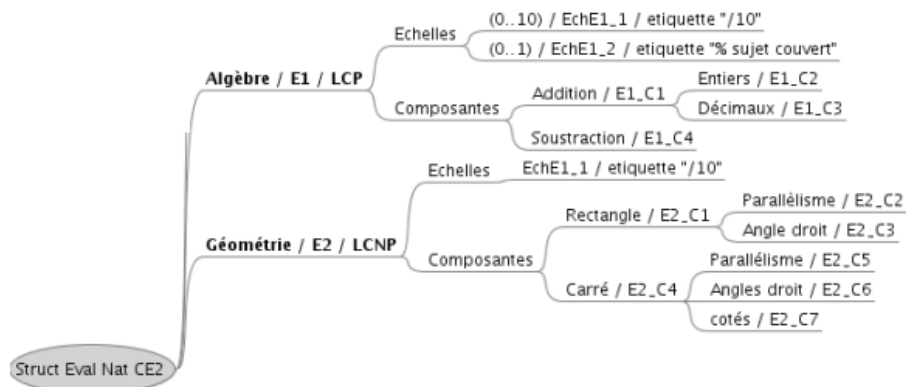 Echelles
(0..10) / EchE1_1 / etiquette "/10"
(0..1) / EchE1_2 / etiquette "% sujet couvert"
Algèbre / E1 / LCP
Composantes
Addition / E1_C1
Entiers / E1_C2
Décimaux / E1_C3
Soustraction / E1_C4
Echelles
EchE1_1 / etiquette "/10"
Géométrie / E2 / LCNP
Composantes
Rectangle / E2_C1
Parallèlisme / E2_C2
Angle droit / E2_C3
Carré / E2_C4
Parallélisme / E2_C5
Angles droit / E2_C6
cotés / E2_C7
Struct Eval Nat CE2